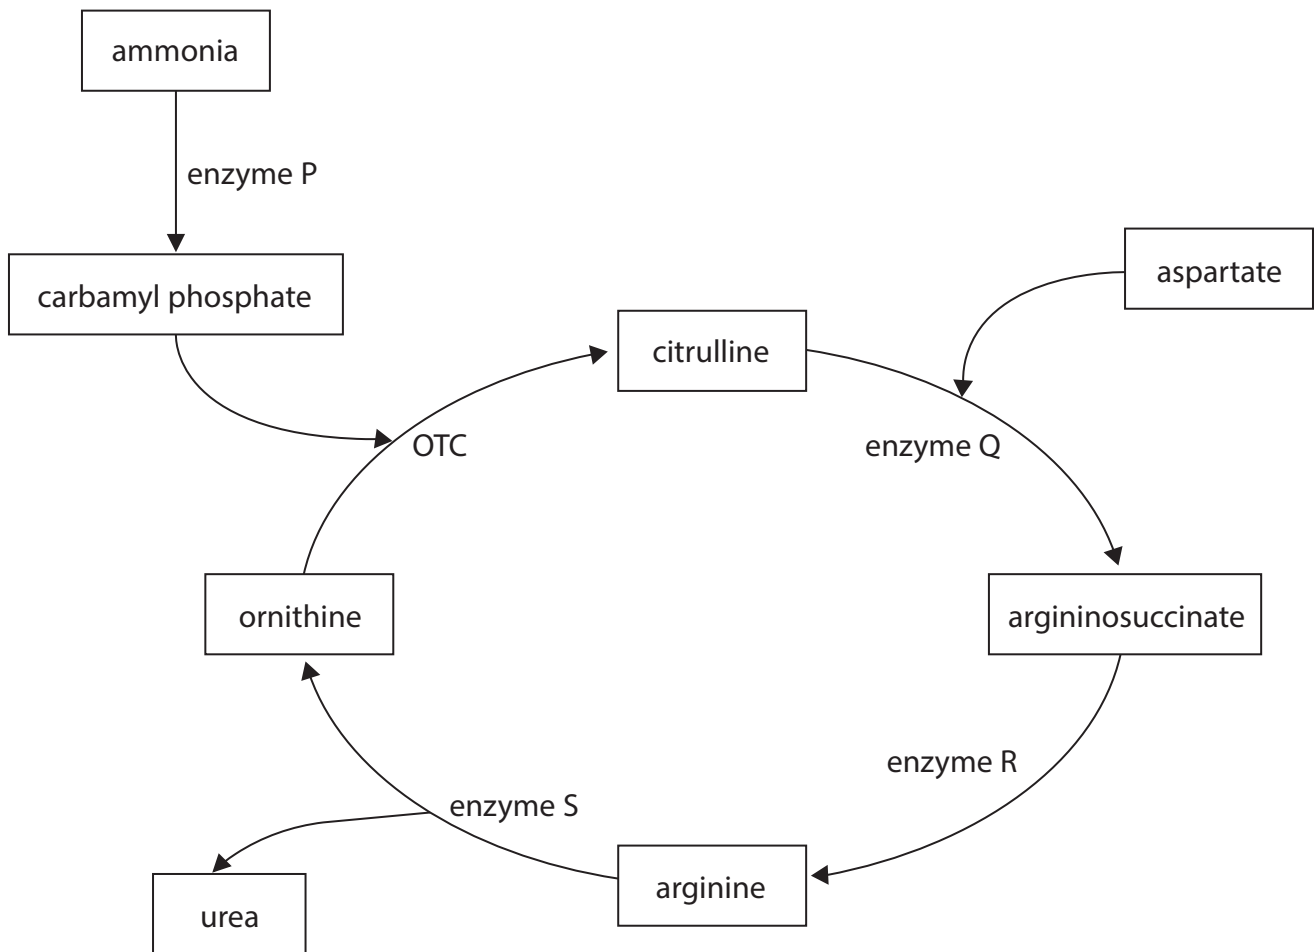 ammonia
enzyme P
carbamyl phosphate
aspartate
citrulline
OTC
enzyme Q
ornithine
argininosuccinate
enzyme R
enzyme S
arginine
urea